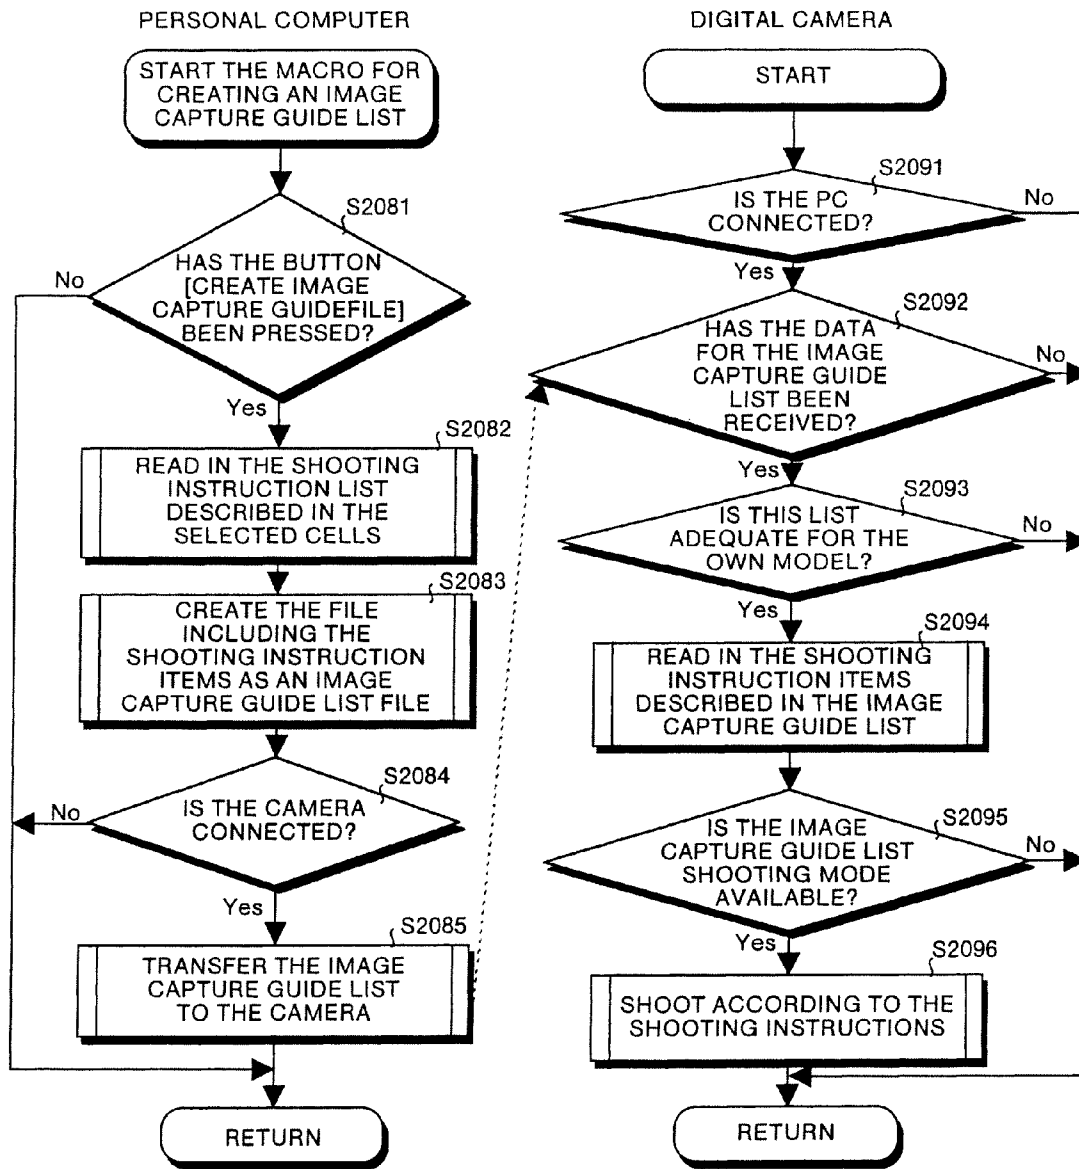 PERSONAL COMPUTER
START THE MACRO FOR
CREATING AN IMAGE
CAPTURE GUIDE LIST
S2081
HAS THE BUTTON
[CREATE IMAGE
CAPTURE GUIDEFILE]
BEEN PRESSED?
No
Yes
S2082
READ IN THE SHOOTING
INSTRUCTION LIST
DESCRIBED IN THE
SELECTED CELLS
S2083
CREATE THE FILE
INCLUDING THE
SHOOTING INSTRUCTION
ITEMS AS AN IMAGE
CAPTURE GUIDE LIST FILE
S2084
IS THE CAMERA
CONNECTED?
No
Yes
S2085
TRANSFER THE IMAGE
CAPTURE GUIDE LIST
TO THE CAMERA
RETURN
DIGITAL CAMERA
START
S2091
IS THE PC
CONNECTED?
No
Yes
S2092
HAS THE DATA
FOR THE IMAGE
CAPTURE GUIDE
LIST BEEN
RECEIVED?
No
Yes
S2093
IS THIS LIST
ADEQUATE FOR THE
OWN MODEL?
No
Yes
S2094
READ IN THE SHOOTING
INSTRUCTION ITEMS
DESCRIBED IN THE IMAGE
CAPTURE GUIDE LIST
S2095
IS THE IMAGE
CAPTURE GUIDE LIST
SHOOTING MODE
AVAILABLE?
No
Yes
S2096
SHOOT ACCORDING TO THE
SHOOTING INSTRUCTIONS
RETURN